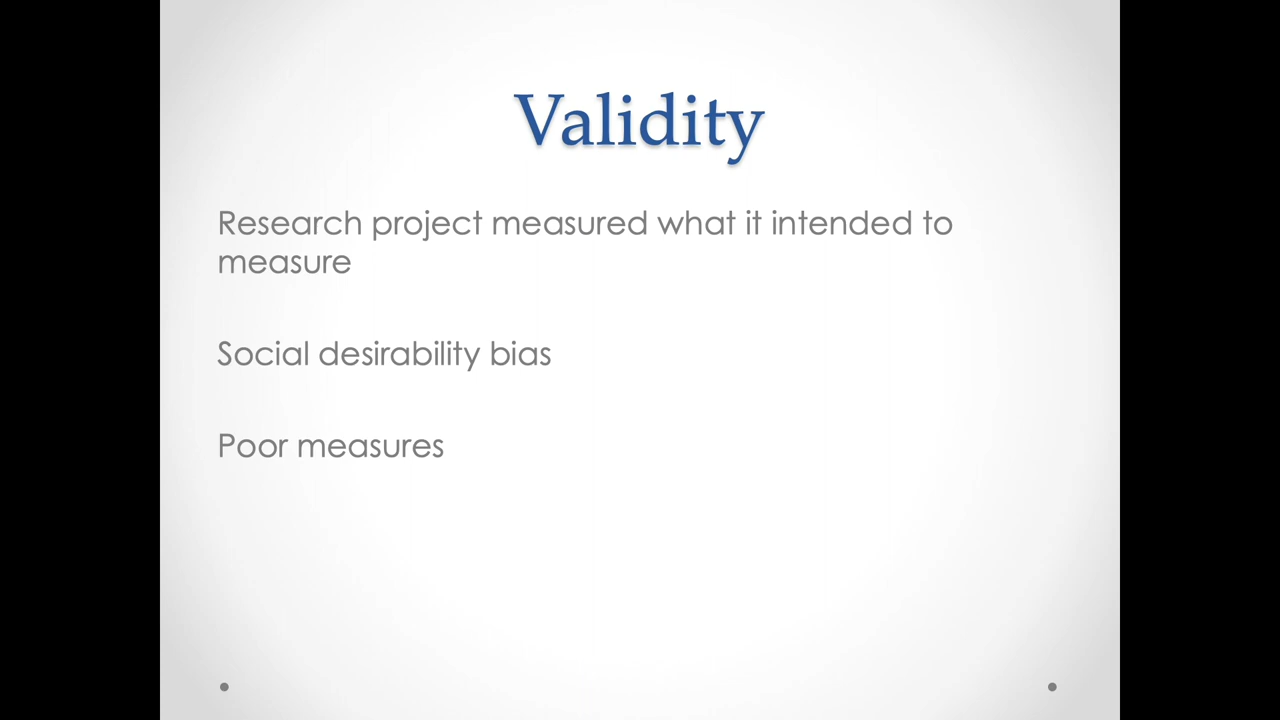 Validity
Research project measured what it intended to
measure
Social desirability bias
Poor measures